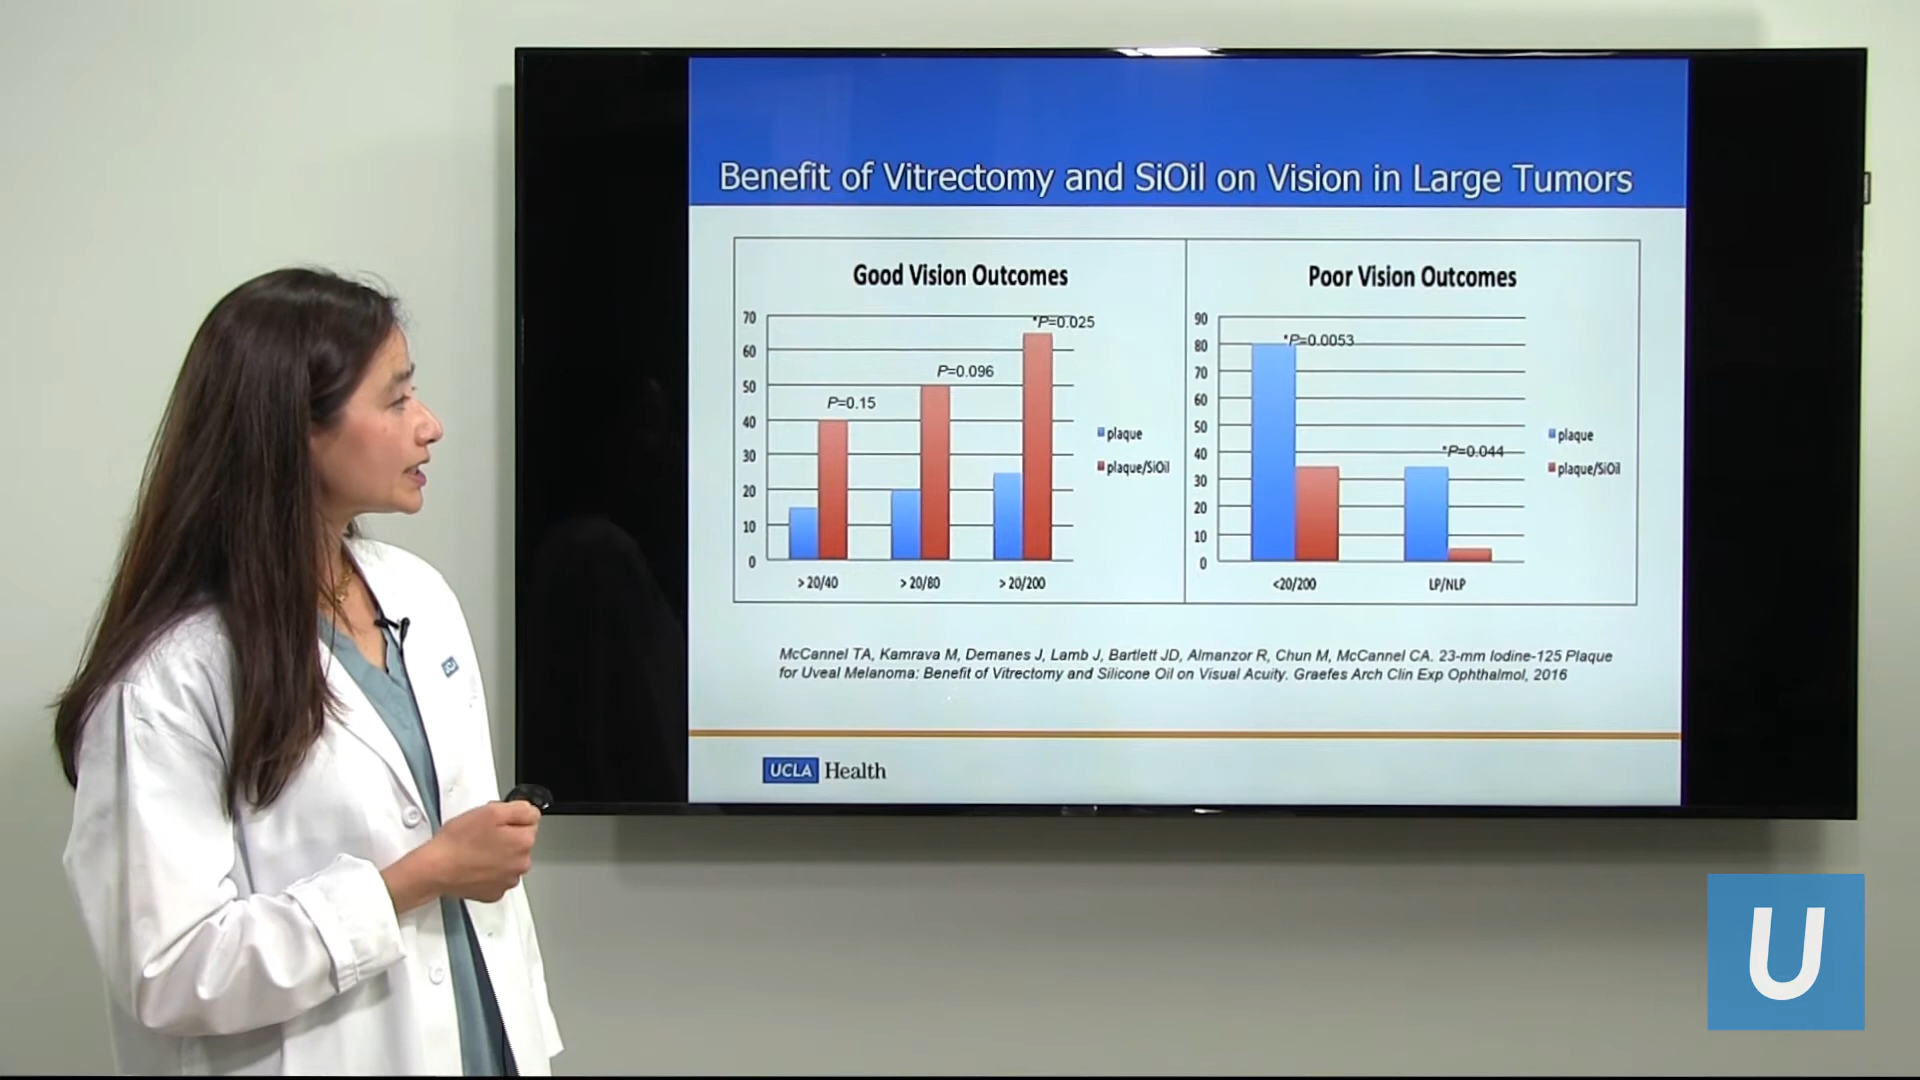 Benefit of Vitrectomy and SiOil on Vision in Large Tumors
Good Vision Outcomes
70
60
50
40
30
20
10
0
P=0.15
P=0.096
*P=0.025
> 20/40
> 20/80
> 20/200
plaque
plaque/SiOil
Poor Vision Outcomes
90
80
70
60
50
40
30
20
10
0
*P=0.0053
*P=0.044
<20/200
LP/NLP
plaque
plaque/SiOil
McCannel TA, Kamrava M, Demanes J, Lamb J, Bartlett JD, Almanzor R, Chun M, McCannel CA. 23-mm Iodine-125 Plaque
for Uveal Melanoma: Benefit of Vitrectomy and Silicone Oil on Visual Acuity. Graefes Arch Clin Exp Ophthalmol, 2016
UCLA Health
U